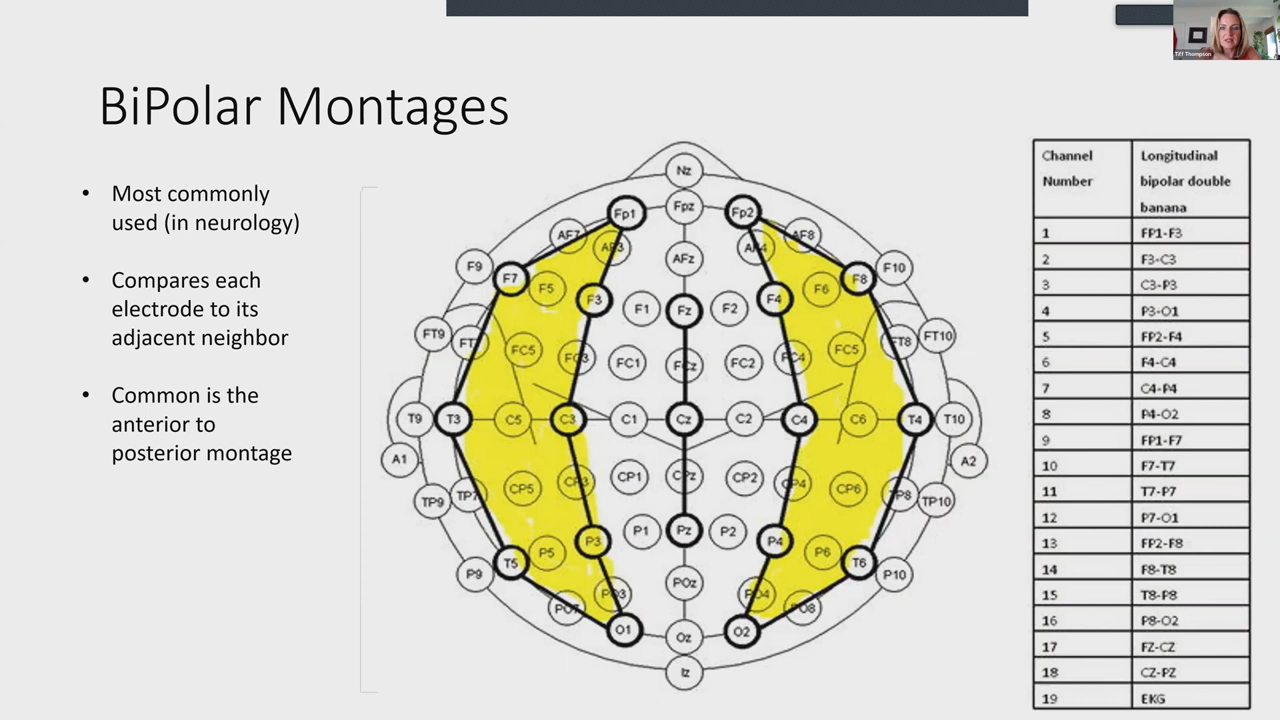 Tiff Thompson
BiPolar Montages
• Most commonly
used (in neurology)
• Compares each
electrode to its
adjacent neighbor
• Common is the
anterior to
posterior montage
Nz
Fp1 Fpz Fp2
AF7 AF3 AFz AF4 AF8
F9 F7 F5 F3 F1 Fz F2 F4 F6 F8 F10
FT9 FC5 FC3 FC1 FCz FC2 FC4 FC5 FT8 FT10
T9 T3 C5 C3 C1 Cz C2 C4 C6 T4 T10
A1 A2
TP9 TP7 CP5 CP3 CP1 CPz CP2 CP4 CP6 TP8 TP10
P9 T5 P5 P3 P1 Pz P2 P4 P6 T6 P10
PO7 PO3 POz PO4 PO8
O1 Oz O2
Iz
Channel Number Longitudinal bipolar double banana
1 FP1-F3
2 F3-C3
3 C3-P3
4 P3-O1
5 FP2-F4
6 F4-C4
7 C4-P4
8 P4-O2
9 FP1-F7
10 F7-T7
11 T7-P7
12 P7-O1
13 FP2-F8
14 F8-T8
15 T8-P8
16 P8-O2
17 FZ-CZ
18 CZ-PZ
19 EKG